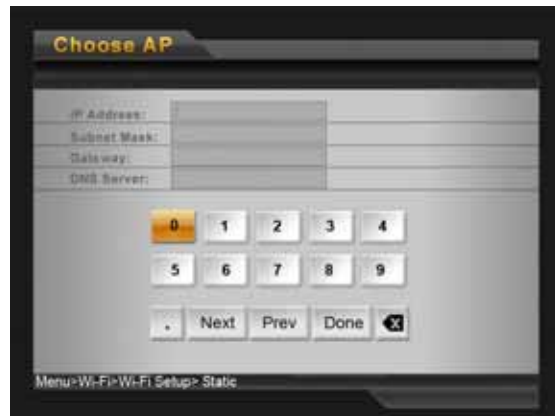 Choose AP
IP Address:
Subnet Mask:
Gateway:
DNS Server:
0 1 2 3 4
5 6 7 8 9
. Next Prev Done
Menu>Wi-Fi>Wi-Fi Setup> Static